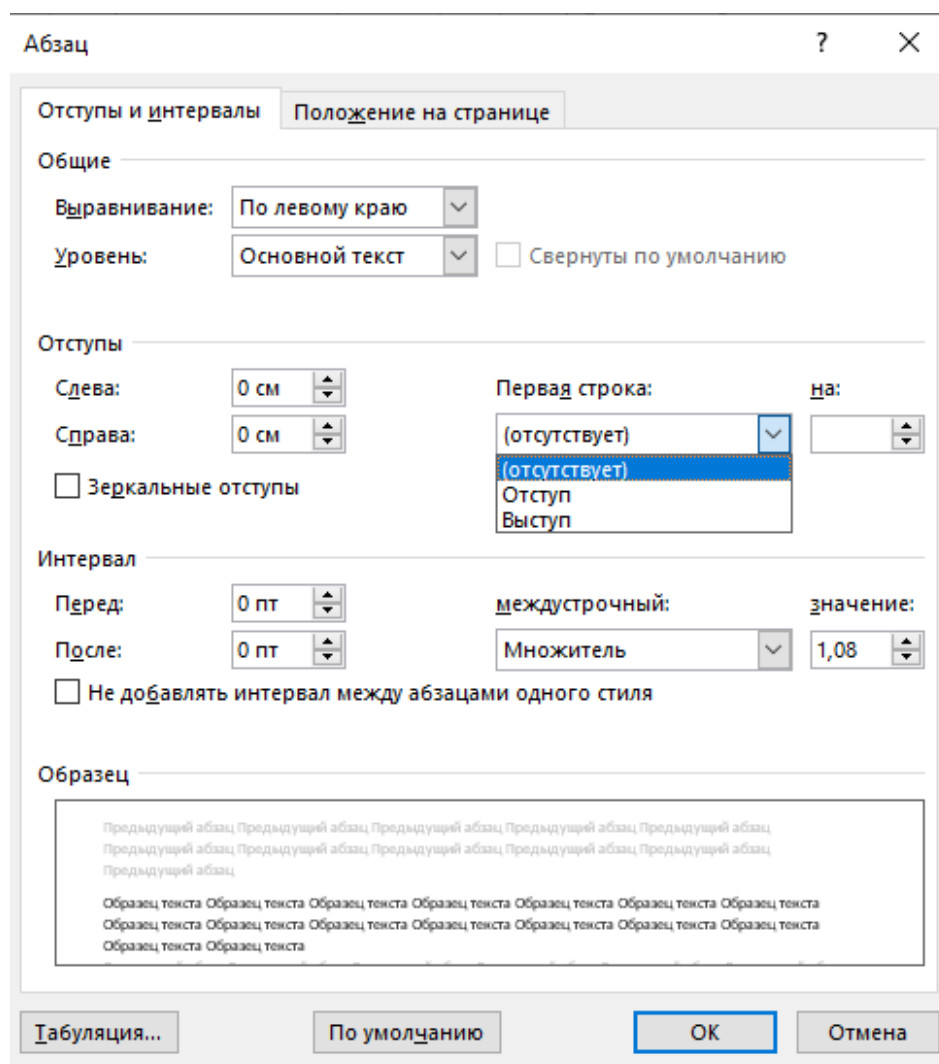 Абзац ? ×
Отступы и интервалы Положение на странице
Общие
Выравнивание: По левому краю
Уровень: Основной текст Свернуты по умолчанию
Отступы
Слева: 0 см Первая строка: на:
Справа: 0 см (отсутствует)
(отсутствует)
Зеркальные отступы
Отступ
Выступ
Интервал
Перед: 0 пт междустрочный: значение:
После: 0 пт Множитель 1,08
Не добавлять интервал между абзацами одного стиля
Образец
Предыдущий абзац Предыдущий абзац Предыдущий абзац Предыдущий абзац Предыдущий абзац
Предыдущий абзац Предыдущий абзац Предыдущий абзац Предыдущий абзац Предыдущий абзац
Предыдущий абзац
Образец текста Образец текста Образец текста Образец текста Образец текста Образец текста Образец текста
Образец текста Образец текста Образец текста Образец текста Образец текста Образец текста Образец текста
Образец текста Образец текста
Табуляция... По умолчанию ОК Отмена